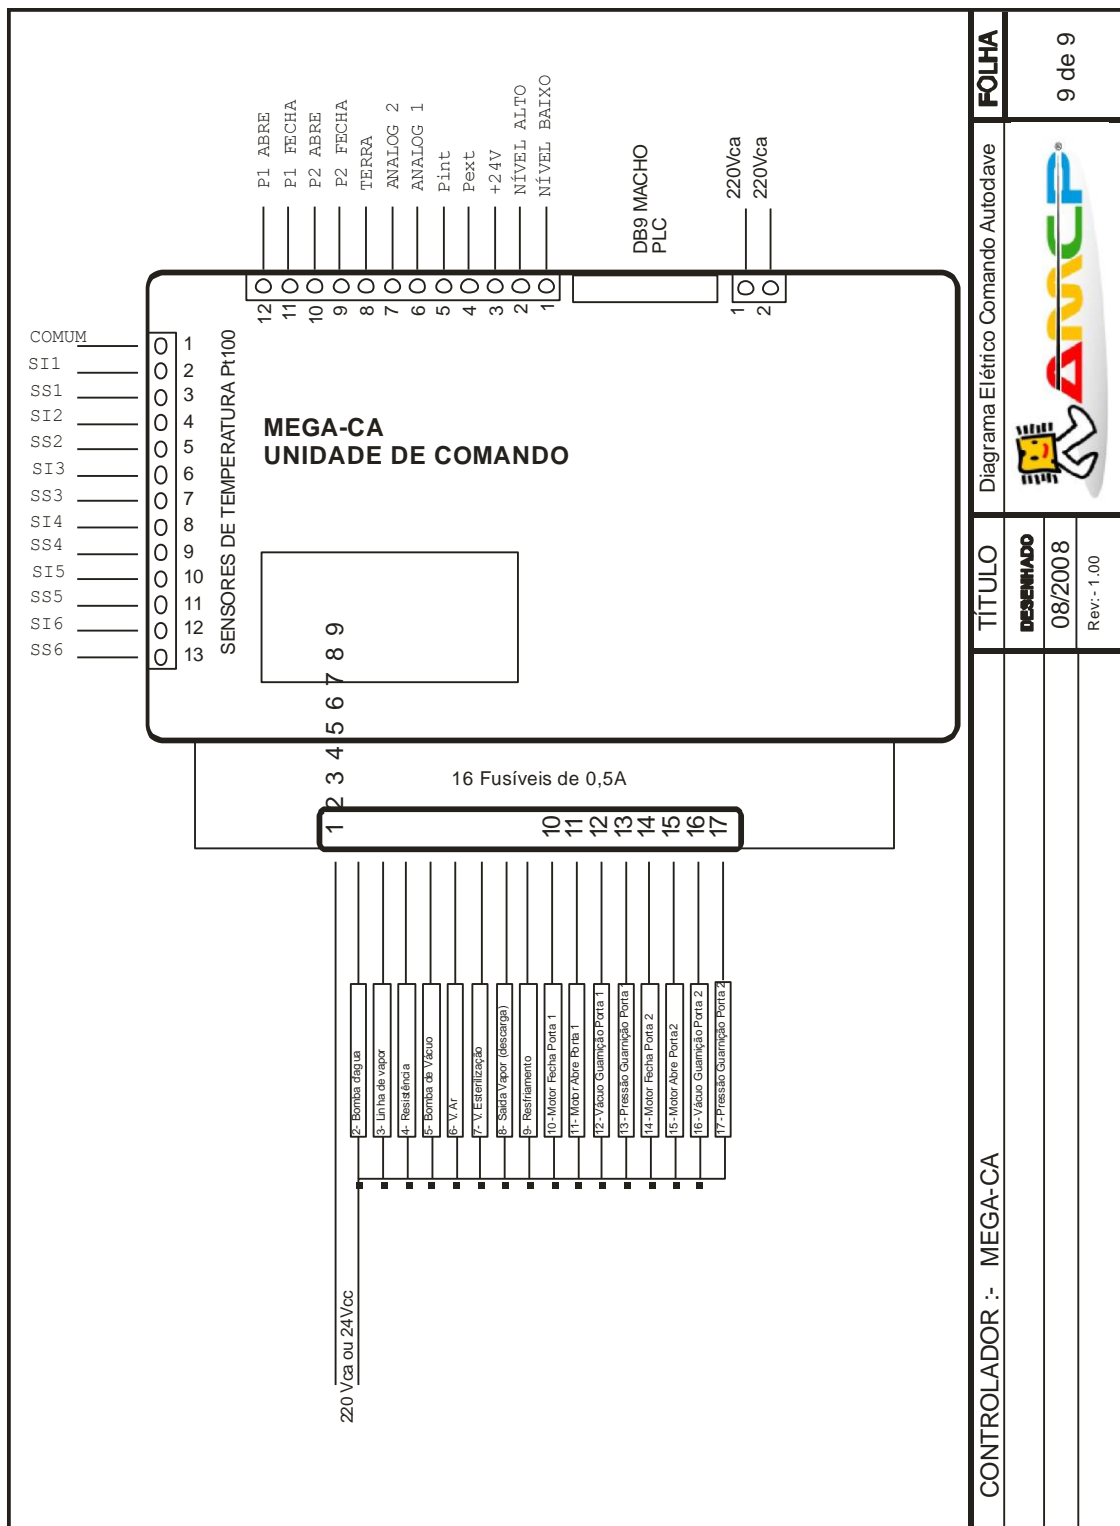 COMUM
SI1
SS1
SI2
SS2
SI3
SS3
SI4
SS4
SI5
SS5
SI6
SS6
1
2
3
4
5
6
7
8
9
10
11
12
13
SENSORES DE TEMPERATURA Pt100
P1 ABRE
P1 FECHA
P2 ABRE
P2 FECHA
TERRA
ANALOG 2
ANALOG 1
Pint
Pext
+24V
NÍVEL ALTO
NÍVEL BAIXO
12
11
10
9
8
7
6
5
4
3
2
1
DB9 MACHO
PLC
220Vca
220Vca
1
2
MEGA-CA
UNIDADE DE COMANDO
16 Fusíveis de 0,5A
1 2 3 4 5 6 7 8 9
10
11
12
13
14
15
16
17
2- Bomba dagua
3- Linha de vapor
4- Resistência
5- Bomba de Vácuo
6- V. Ar
7- V. Esterilização
8- Saida Vapor (descarga)
9- Resfriamento
10- Motor Fecha Porta 1
11- Motor Abre Porta 1
12- Vácuo Guarnição Porta 1
13- Pressão Guarnição Porta 1
14- Motor Fecha Porta 2
15- Motor Abre Porta2
16- Vácuo Guarnição Porta 2
17- Pressão Guarnição Porta 2
220 Vca ou 24Vcc
CONTROLADOR :- MEGA-CA
TÍTULO
Diagrama Elétrico Comando Autoclave
FOLHA
DESENHADO
08/2008
Rev:- 1.00
AMCP®
9 de 9